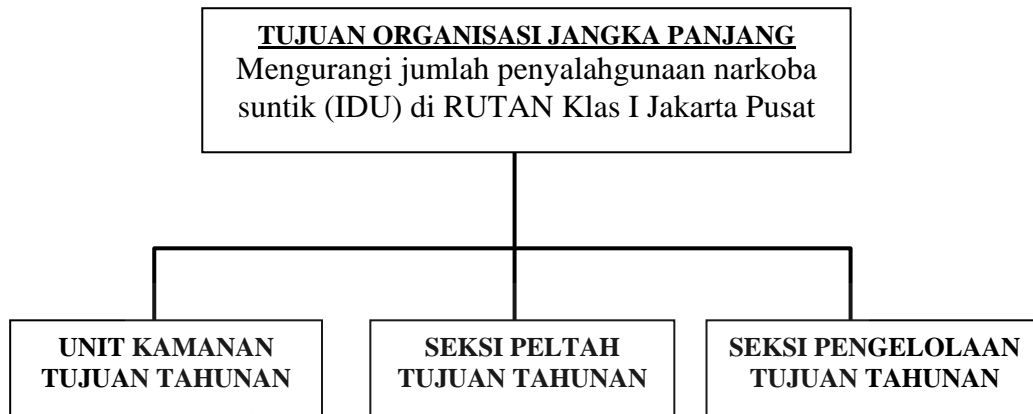 TUJUAN ORGANISASI JANGKA PANJANG
Mengurangi jumlah penyalahgunaan narkoba
suntik (IDU) di RUTAN Klas I Jakarta Pusat
UNIT KAMANAN
TUJUAN TAHUNAN
SEKSI PELTAH
TUJUAN TAHUNAN
SEKSI PENGELOLAAN
TUJUAN TAHUNAN